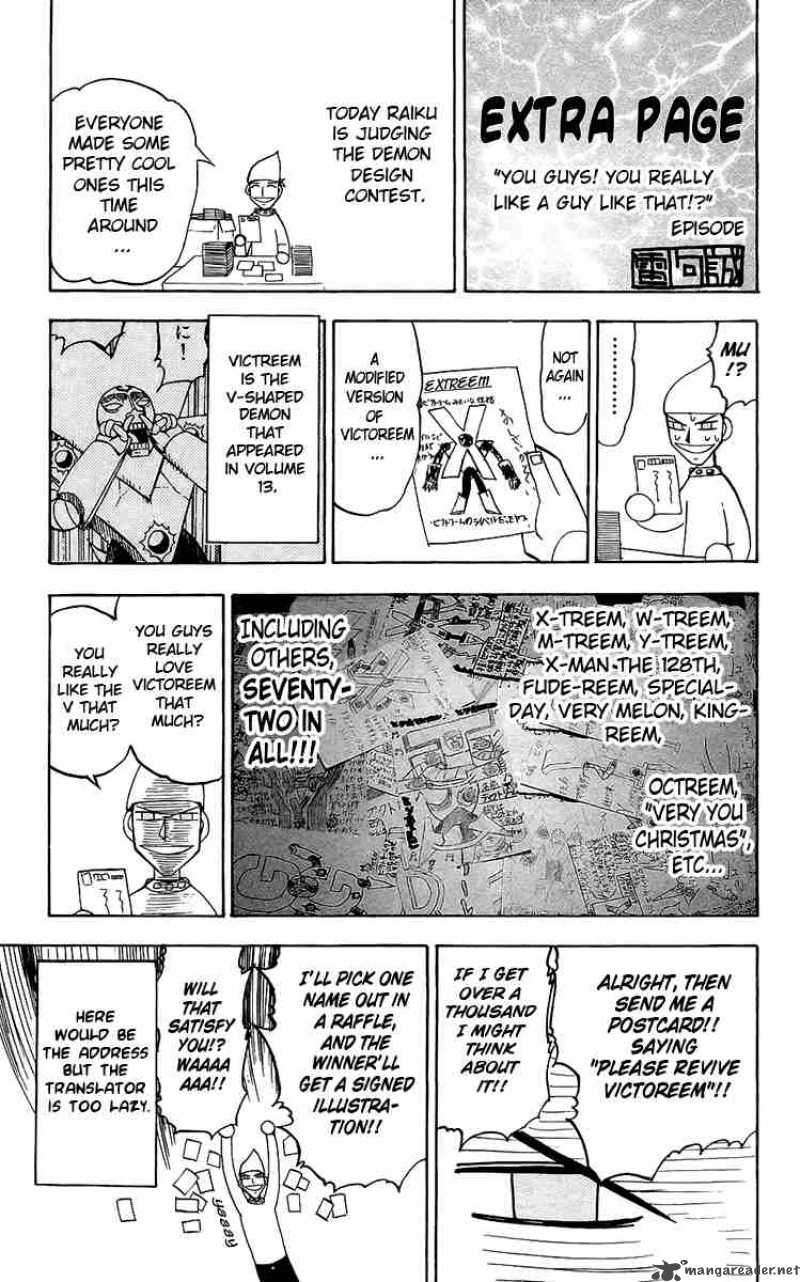 EXTRA PAGE
"YOU GUYS! YOU REALLY
LIKE A GUY LIKE THAT!?"
EPISODE
雷句誠
TODAY RAIKU
IS JUDGING
THE DEMON
DESIGN
CONTEST.
EVERYONE
MADE SOME
PRETTY COOL
ONES THIS
TIME
AROUND
...
MU
!?
NOT
AGAIN
...
EXTREEM
A
MODIFIED
VERSION
OF
VICTOREEM
...
VICTREEM
IS THE
V-SHAPED
DEMON
THAT
APPEARED
IN VOLUME
13.
に!
X-TREEM, W-TREEM,
M-TREEM, Y-TREEM,
X-MAN THE 128TH,
FUDE-REEM, SPECIAL-
DAY, VERY MELON, KING-
REEM,
OCTREEM,
"VERY YOU
CHRISTMAS",
ETC...
INCLUDING
OTHERS,
SEVENTY-
TWO IN
ALL!!!
YOU GUYS
REALLY
LOVE
VICTOREEM
THAT
MUCH?
YOU
REALLY
LIKE THE
V THAT
MUCH?
ALRIGHT, THEN
SEND ME A
POSTCARD!!
SAYING
"PLEASE REVIVE
VICTOREEM"!!
IF I GET
OVER A
THOUSAND
I MIGHT
THINK
ABOUT
IT!!
I'LL PICK ONE
NAME OUT IN
A RAFFLE,
AND THE
WINNER'LL
GET A SIGNED
ILLUSTRA-
TION!!
WILL
THAT
SATISFY
YOU!?
WAAAA
AAA!!
yaaay
HERE
WOULD BE
THE ADDRESS
BUT THE
TRANSLATOR
IS TOO LAZY.
mangareader.net